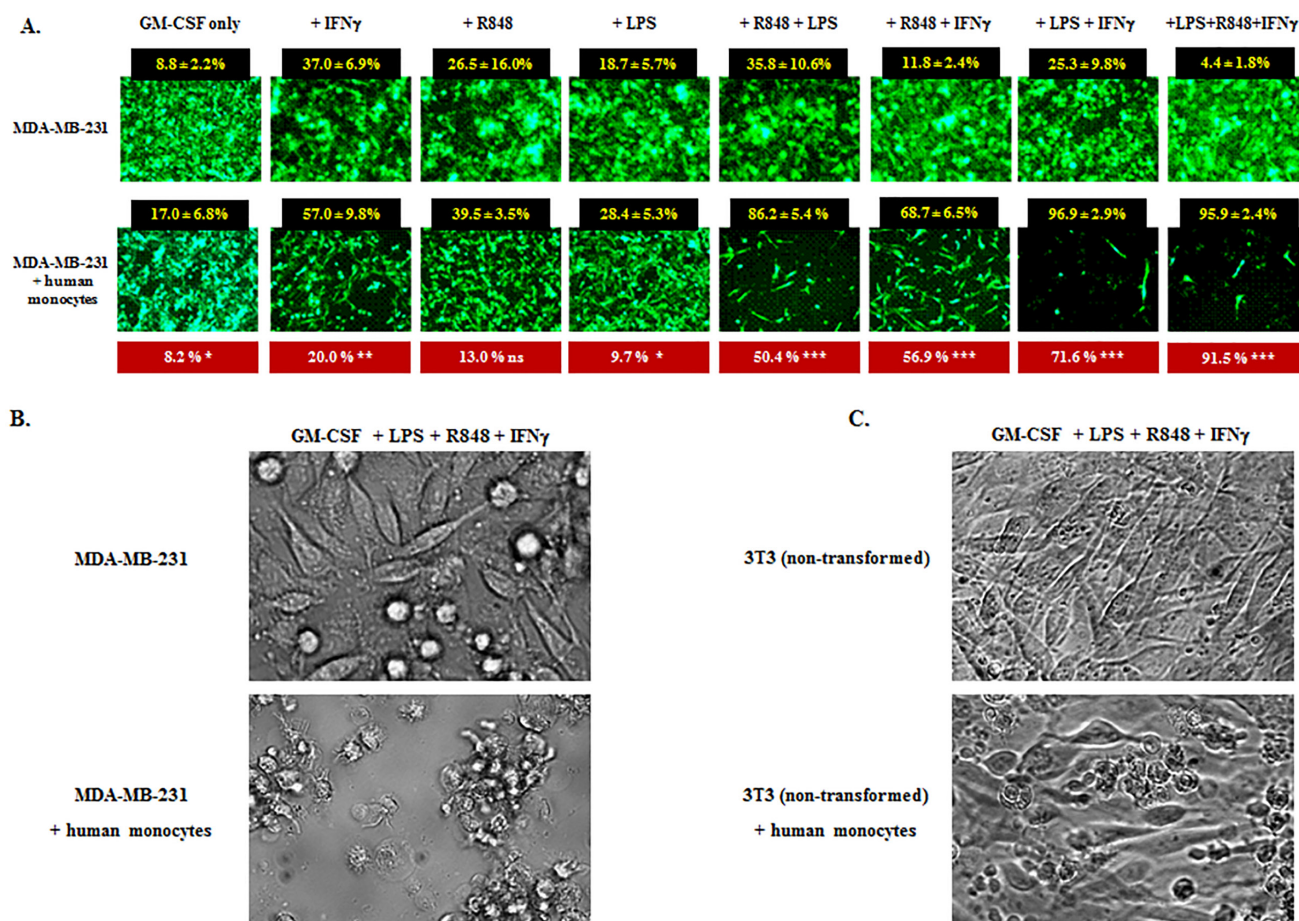 A.
GM-CSF only + IFNγ + R848 + LPS + R848 + LPS + R848 + IFNγ + LPS + IFNγ +LPS+R848+IFNγ
8.8 ± 2.2% 37.0 ± 6.9% 26.5 ± 16.0% 18.7 ± 5.7% 35.8 ± 10.6% 11.8 ± 2.4% 25.3 ± 9.8% 4.4 ± 1.8%
MDA-MB-231
17.0 ± 6.8% 57.0 ± 9.8% 39.5 ± 3.5% 28.4 ± 5.3% 86.2 ± 5.4 % 68.7 ± 6.5% 96.9 ± 2.9% 95.9 ± 2.4%
MDA-MB-231
+ human
monocytes
8.2 % * 20.0 % ** 13.0 % ns 9.7 % * 50.4 % *** 56.9 % *** 71.6 % *** 91.5 % ***
B.
GM-CSF + LPS + R848 + IFNγ
MDA-MB-231
MDA-MB-231
+ human monocytes
C.
GM-CSF + LPS + R848 + IFNγ
3T3 (non-transformed)
3T3 (non-transformed)
+ human monocytes